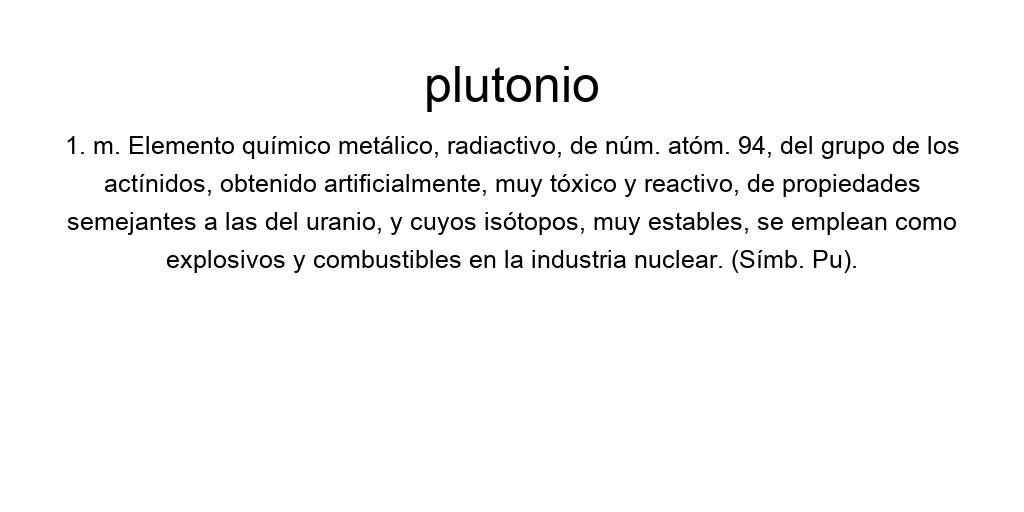 plutonio
1. m. Elemento químico metálico, radiactivo, de núm. atóm. 94, del grupo de los
actínidos, obtenido artificialmente, muy tóxico y reactivo, de propiedades
semejantes a las del uranio, y cuyos isótopos, muy estables, se emplean como
explosivos y combustibles en la industria nuclear. (Símb. Pu).